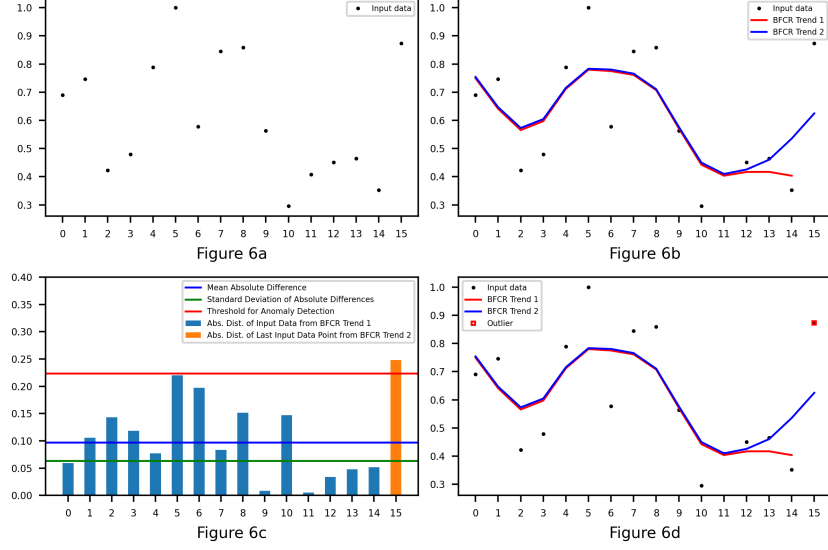 1.0
0.9
0.8
0.7
0.6
0.5
0.4
0.3
Input data
0 1 2 3 4 5 6 7 8 9 10 11 12 13 14 15
Figure 6a
1.0
0.9
0.8
0.7
0.6
0.5
0.4
0.3
Input data
BFCR Trend 1
BFCR Trend 2
0 1 2 3 4 5 6 7 8 9 10 11 12 13 14 15
Figure 6b
0.40
0.35
0.30
0.25
0.20
0.15
0.10
0.05
0.00
Mean Absolute Difference
Standard Deviation of Absolute Differences
Threshold for Anomaly Detection
Abs. Dist. of Input Data from BFCR Trend 1
Abs. Dist. of Last Input Data Point from BFCR Trend 2
0 1 2 3 4 5 6 7 8 9 10 11 12 13 14 15
Figure 6c
1.0
0.9
0.8
0.7
0.6
0.5
0.4
0.3
Input data
BFCR Trend 1
BFCR Trend 2
Outlier
0 1 2 3 4 5 6 7 8 9 10 11 12 13 14 15
Figure 6d